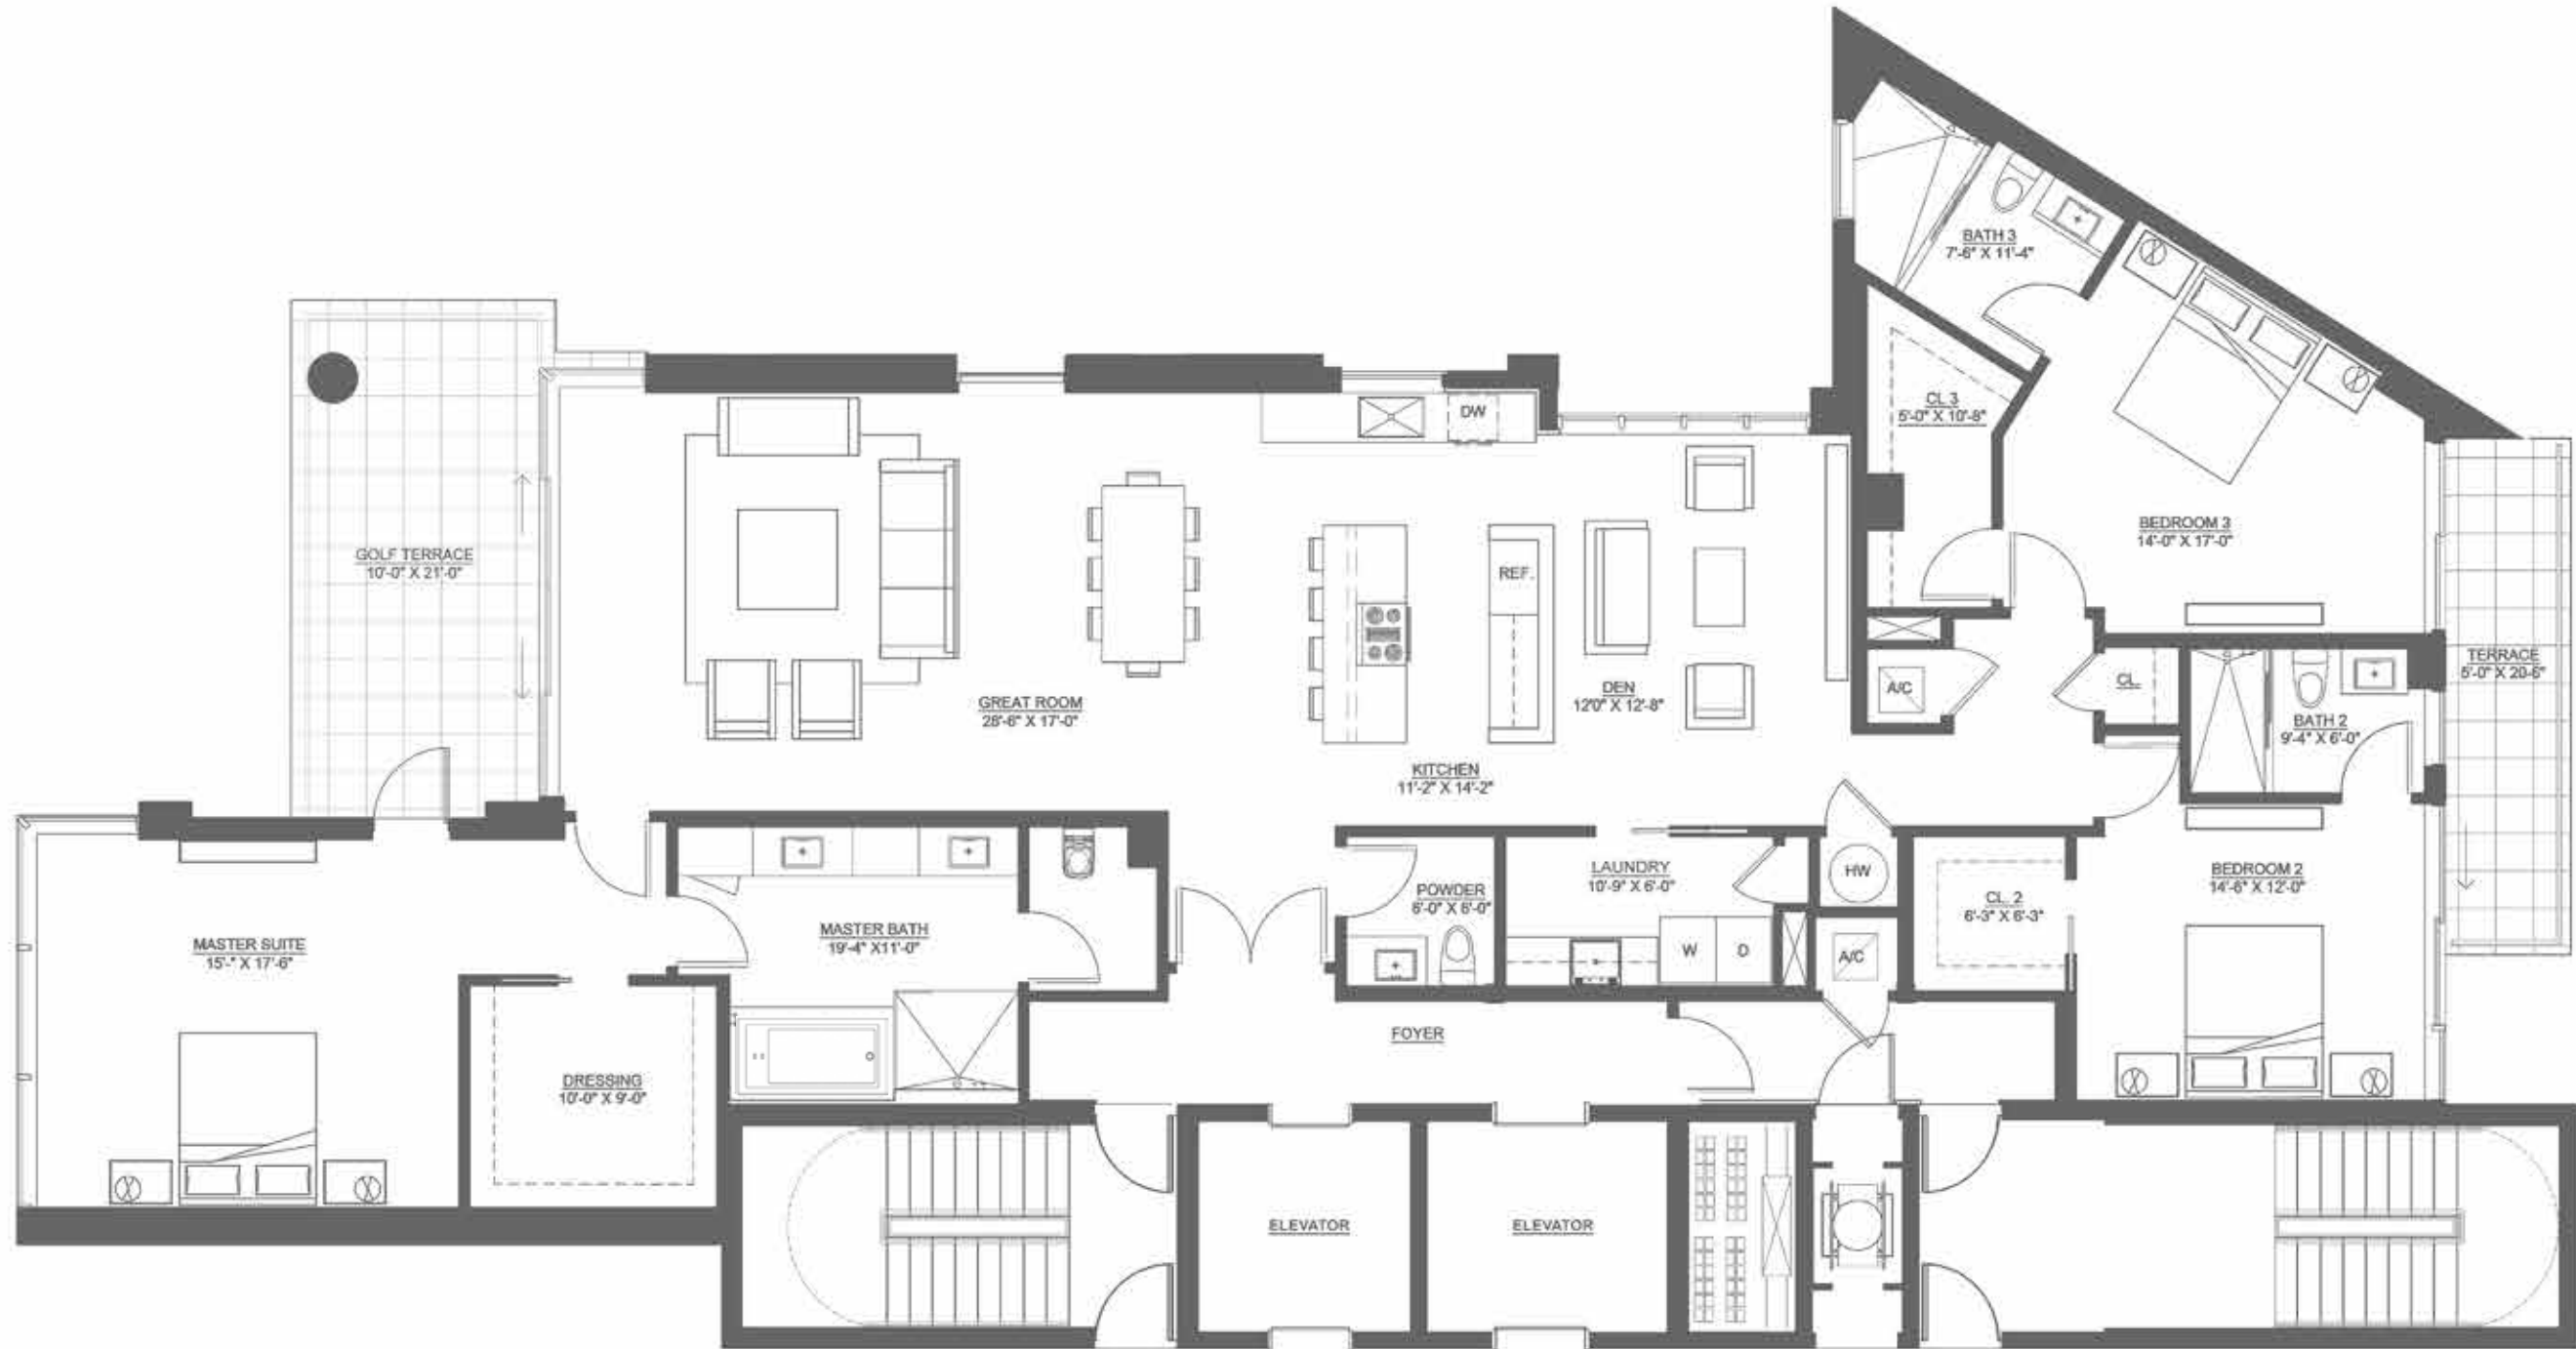 BATH 3
7'-6" X 11'-4"
CL 3
5'-0" X 10'-8"
DW
BEDROOM 3
14'-0" X 17'-0"
GOLF TERRACE
10'-0" X 21'-0"
REF.
TERRACE
5'-0" X 20-6"
A/C
CL.
DEN
12'0" X 12'-8"
GREAT ROOM
28'-6" X 17'-0"
BATH 2
9'-4" X 6'-0"
KITCHEN
11'-2" X 14'-2"
LAUNDRY
10'-9" X 6'-0"
HW
BEDROOM 2
14'-6" X 12'-0"
POWDER
6'-0" X 6'-0"
CL. 2
6'-3" X 6'-3"
MASTER BATH
19'-4" X11'-0"
MASTER SUITE
15'-" X 17'-6"
W
D
A/C
FOYER
DRESSING
10'-0" X 9'-0"
ELEVATOR
ELEVATOR